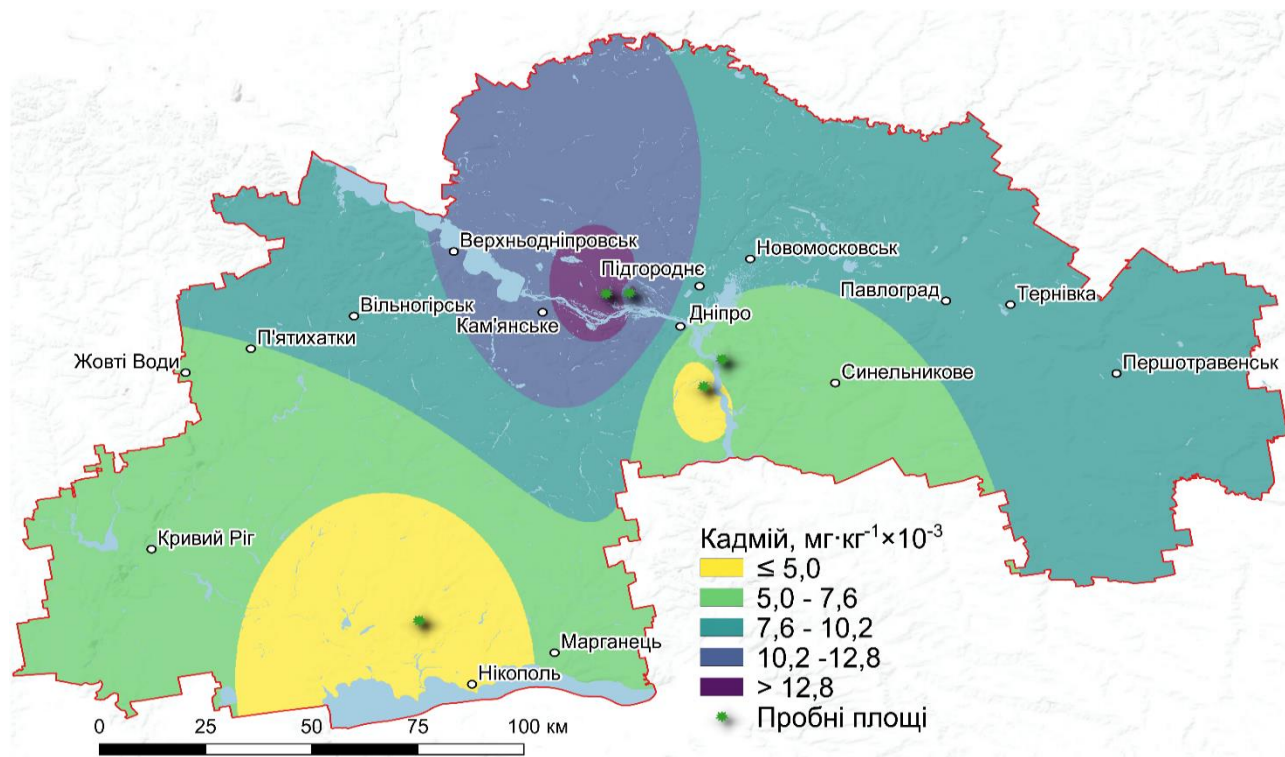 Верхньодніпровськ
Новомосковськ
Підгороднє
Павлоград
Тернівка
Вільногірськ
Кам'янське
Дніпро
П'ятихатки
Жовті Води
Синельникове
Першотравенськ
Кривий Ріг
Марганець
Нікополь
Кадмій, мг·кг⁻¹×10⁻³
≤ 5,0
5,0 - 7,6
7,6 - 10,2
10,2 -12,8
> 12,8
Пробні площі
0 25 50 75 100 км